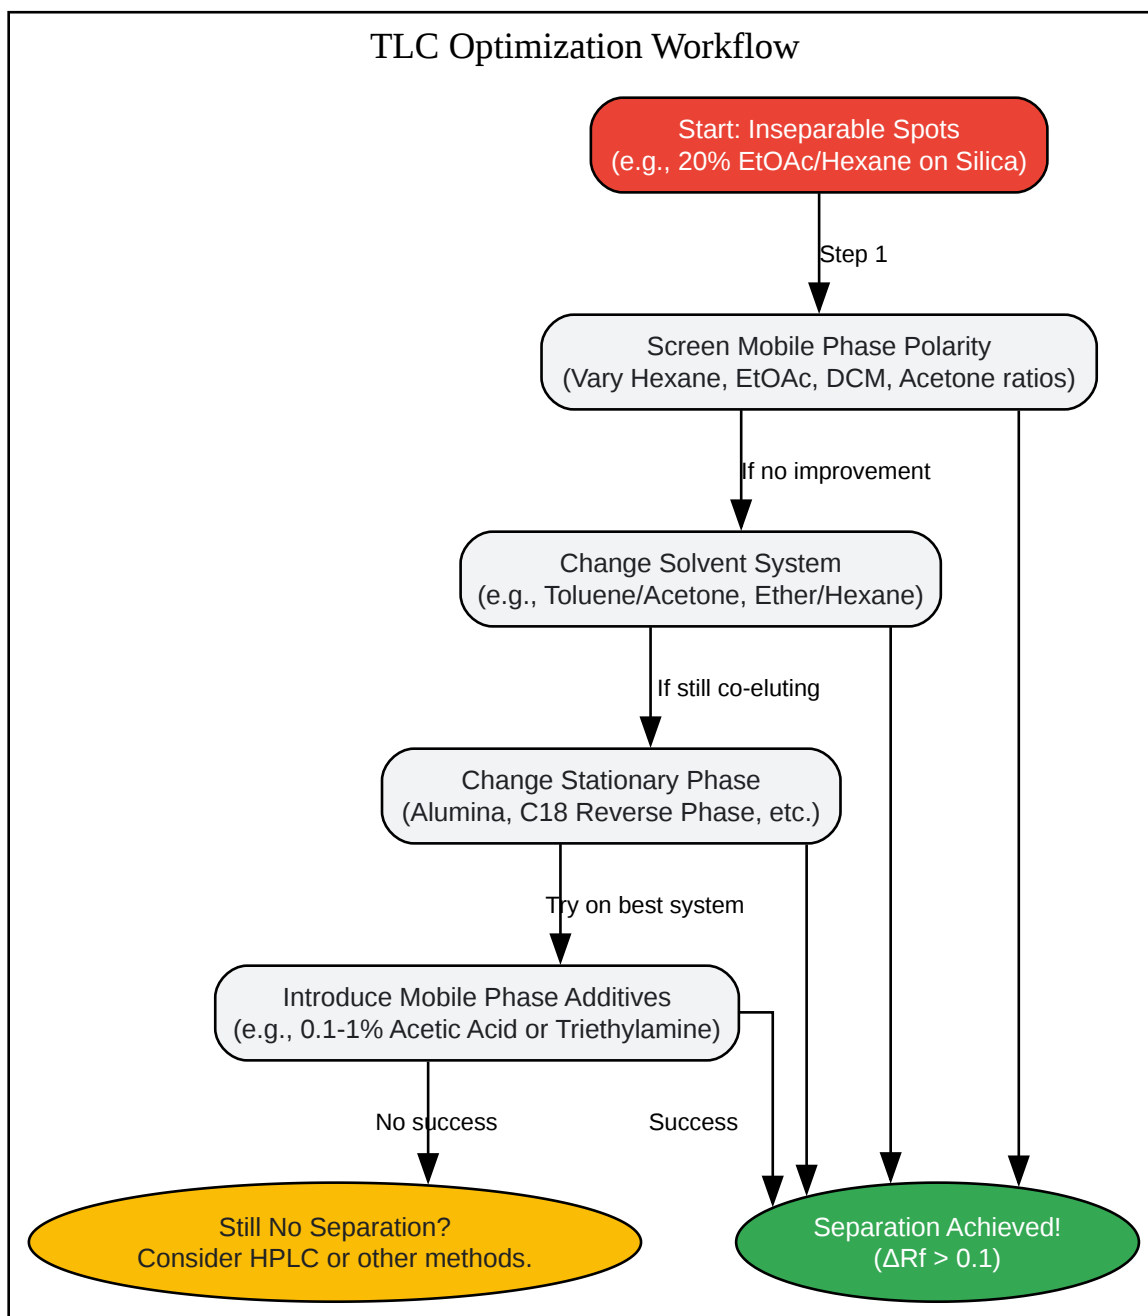 TLC Optimization Workflow
Start: Inseparable Spots
(e.g., 20% EtOAc/Hexane on Silica)
Step 1
Screen Mobile Phase Polarity
(Vary Hexane, EtOAc, DCM, Acetone ratios)
If no improvement
Change Solvent System
(e.g., Toluene/Acetone, Ether/Hexane)
If still co-eluting
Change Stationary Phase
(Alumina, C18 Reverse Phase, etc.)
Try on best system
Introduce Mobile Phase Additives
(e.g., 0.1-1% Acetic Acid or Triethylamine)
No success
Success
Still No Separation?
Consider HPLC or other methods.
Separation Achieved!
(ΔRf > 0.1)